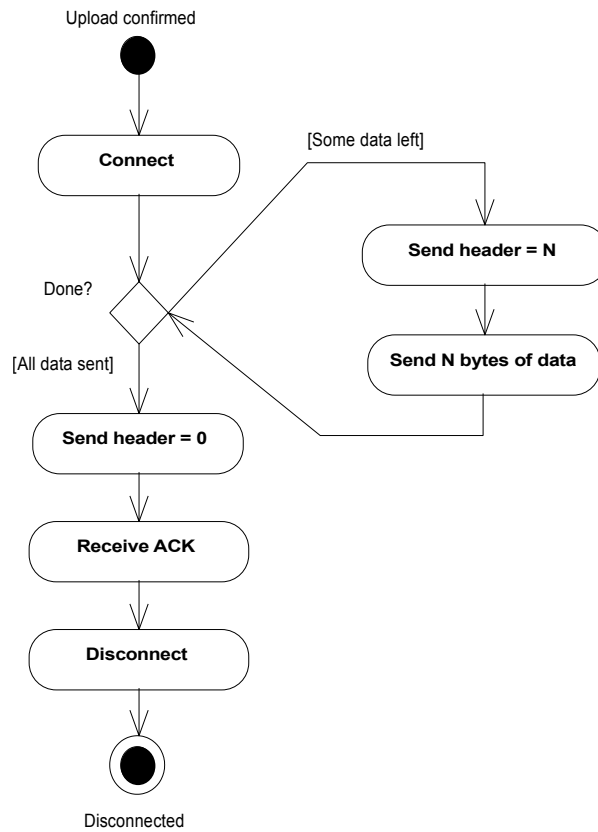 Upload confirmed
Connect
[Some data left]
Send header = N
Done?
Send N bytes of data
[All data sent]
Send header = 0
Receive ACK
Disconnect
Disconnected